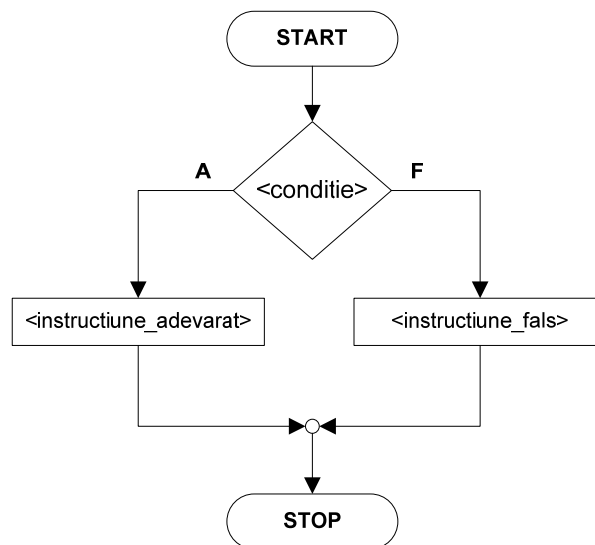 START
A
F
<conditie>
<instructiune_adevarat>
<instructiune_fals>
STOP